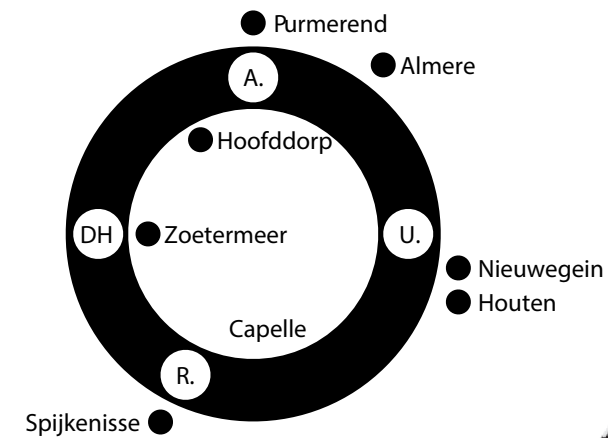 Purmerend
Almere
A.
Hoofddorp
DH
Zoetermeer
U.
Nieuwegein
Houten
Capelle
R.
Spijkenisse